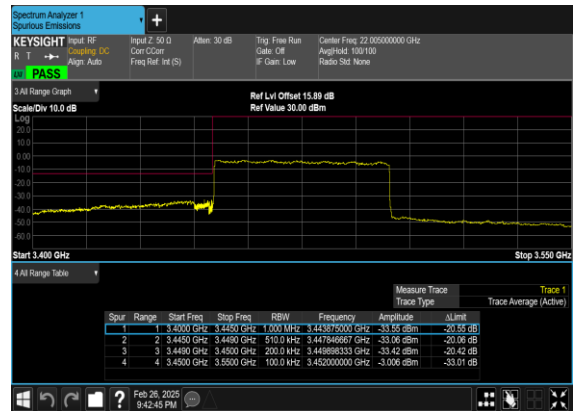 Spectrum Analyzer 1
Spurious Emissions
+
KEYSIGHT Input: RF Input Z: 50 Ω Atten: 30 dB Trig: Free Run Center Freq: 22.005000000 GHz
R T Coupling: DC Corr CCorr Gate: Off Avg|Hold: 100/100
Align: Auto Freq Ref: Int (S) IF Gain: Low Radio Std: None
LXI PASS
3 All Range Graph
Ref Lvl Offset 15.89 dB
Scale/Div 10.0 dB Ref Value 30.00 dBm
Log
20.0
10.0
0.00
-10.0
-20.0
-30.0
-40.0
-50.0
-60.0
Start 3.400 GHz Stop 3.550 GHz
4 All Range Table
Measure Trace Trace 1
Trace Type Trace Average (Active)
Spur Range Start Freq Stop Freq RBW Frequency Amplitude ΔLimit
1 1 3.4000 GHz 3.4450 GHz 1.000 MHz 3.443875000 GHz -33.55 dBm -20.55 dB
2 2 3.4450 GHz 3.4490 GHz 510.0 kHz 3.447846667 GHz -33.06 dBm -20.06 dB
3 3 3.4490 GHz 3.4500 GHz 200.0 kHz 3.449898333 GHz -33.42 dBm -20.42 dB
4 4 3.4500 GHz 3.5500 GHz 100.0 kHz 3.452000000 GHz -3.006 dBm -33.01 dB
? Feb 26, 2025
9:42:45 PM